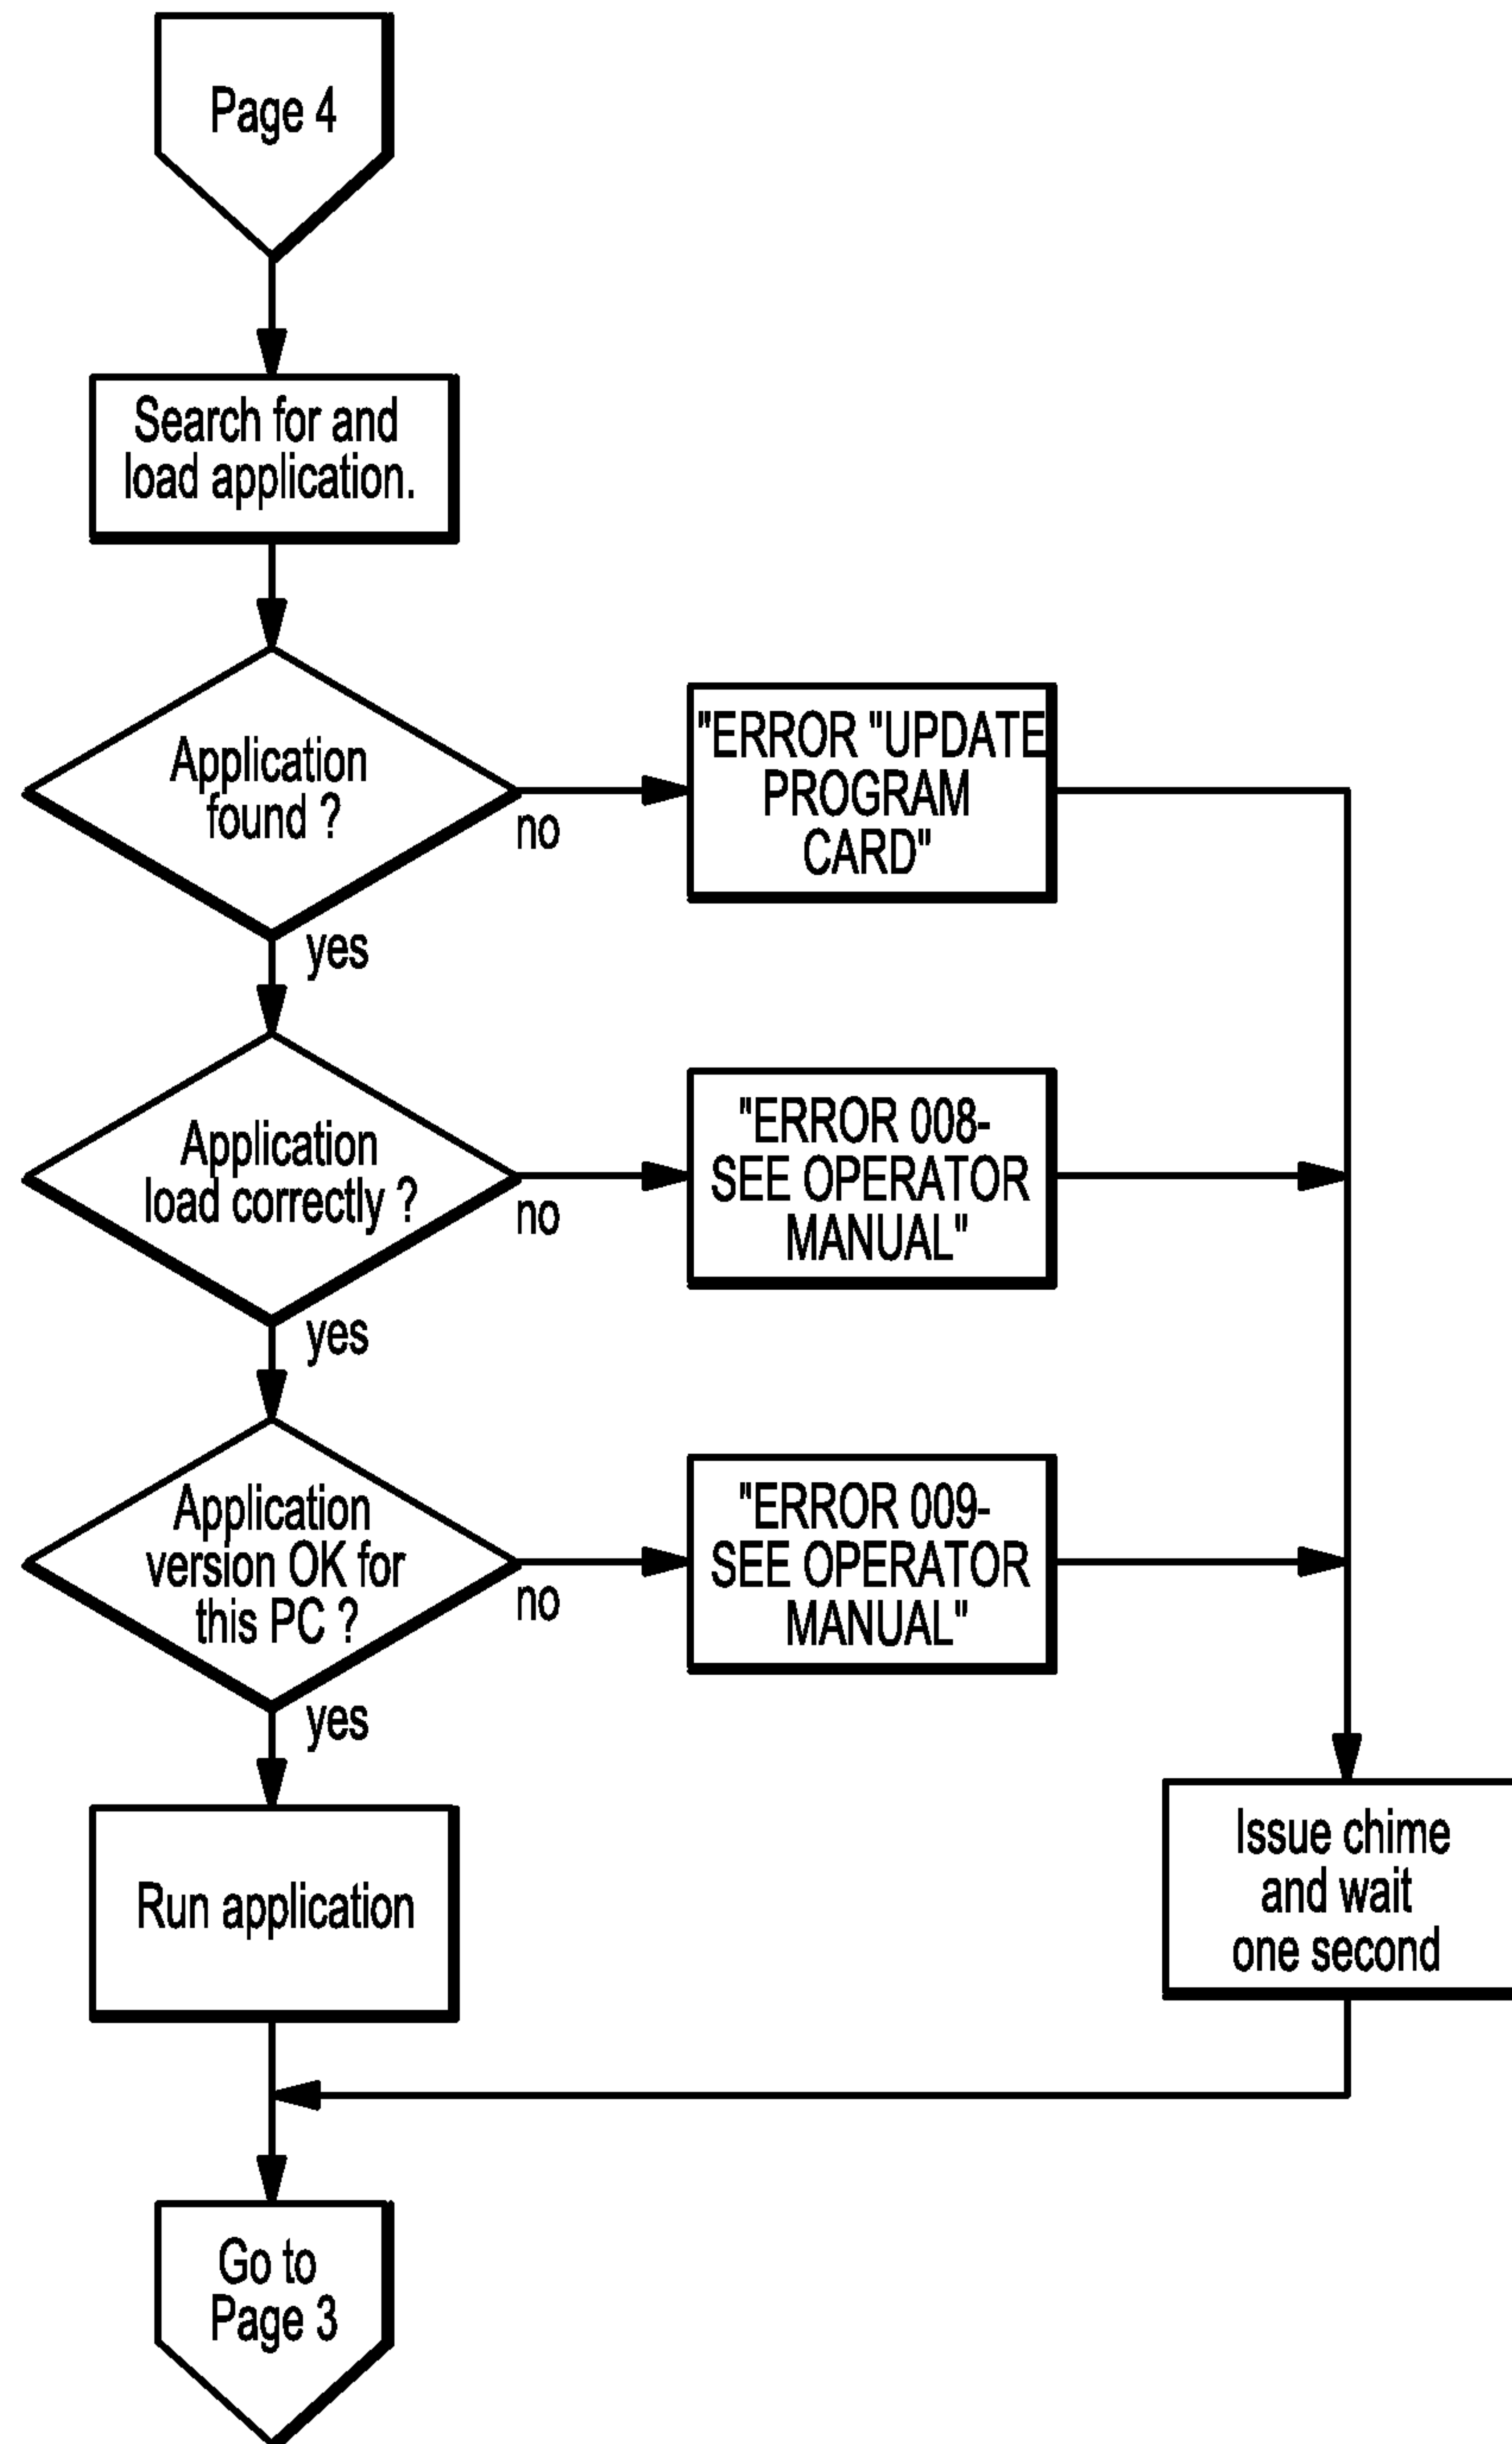 Page 4
Search for and
load application.
Application
found ?
no
"ERROR "UPDATE
PROGRAM
CARD"
yes
Application
load correctly ?
no
"ERROR 008-
SEE OPERATOR
MANUAL"
yes
Application
version OK for
this PC ?
no
"ERROR 009-
SEE OPERATOR
MANUAL"
yes
Run application
Issue chime
and wait
one second
Go to
Page 3